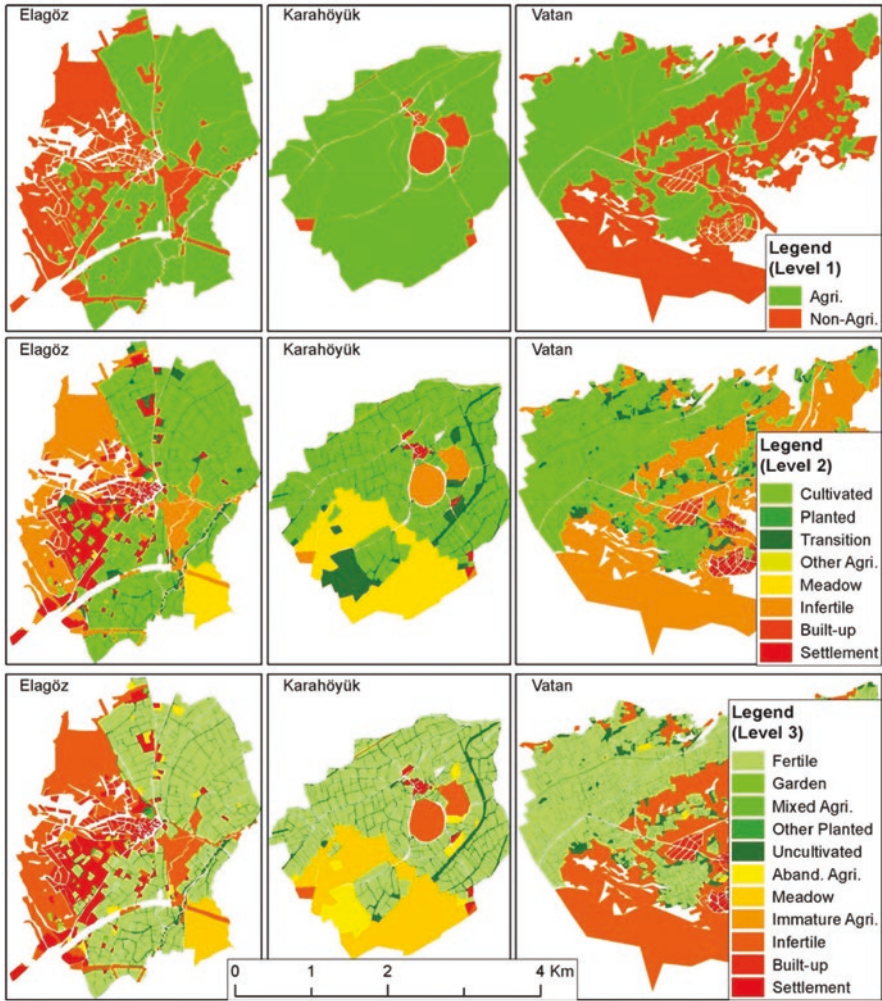 Elagöz
Karahöyük
Vatan
Legend
(Level 1)
Agri.
Non-Agri.
Elagöz
Karahöyük
Vatan
Legend
(Level 2)
Cultivated
Planted
Transition
Other Agri.
Meadow
Infertile
Built-up
Settlement
Elagöz
Karahöyük
Vatan
Legend
(Level 3)
Fertile
Garden
Mixed Agri.
Other Planted
Uncultivated
Aband. Agri.
Meadow
Immature Agri.
Infertile
Built-up
Settlement
0 1 2 4 Km